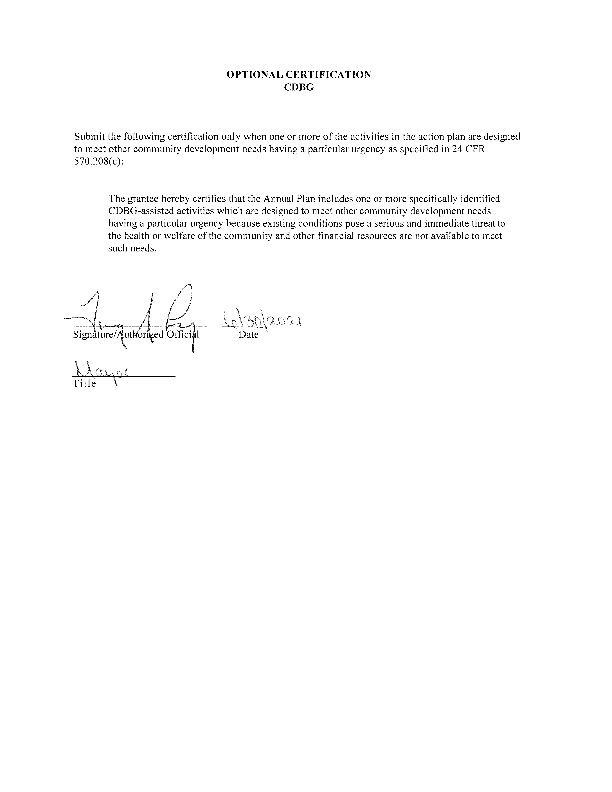 OPTIONAL CERTIFICATION
CDBG
Submit the following certification only when one or more of the activities in the action plan are designed
to meet other community development needs having a particular urgency as specified in 24 CFR
570.208(c):
The grantee hereby certifies that the Annual Plan includes one or more specifically identified
CDBG-assisted activities which are designed to meet other community development needs
having a particular urgency because existing conditions pose a serious and immediate threat to
the health or welfare of the community and other financial resources are not available to meet
such needs.
6/30/2021
Signature/Authorized Official Date
Mayor
Title